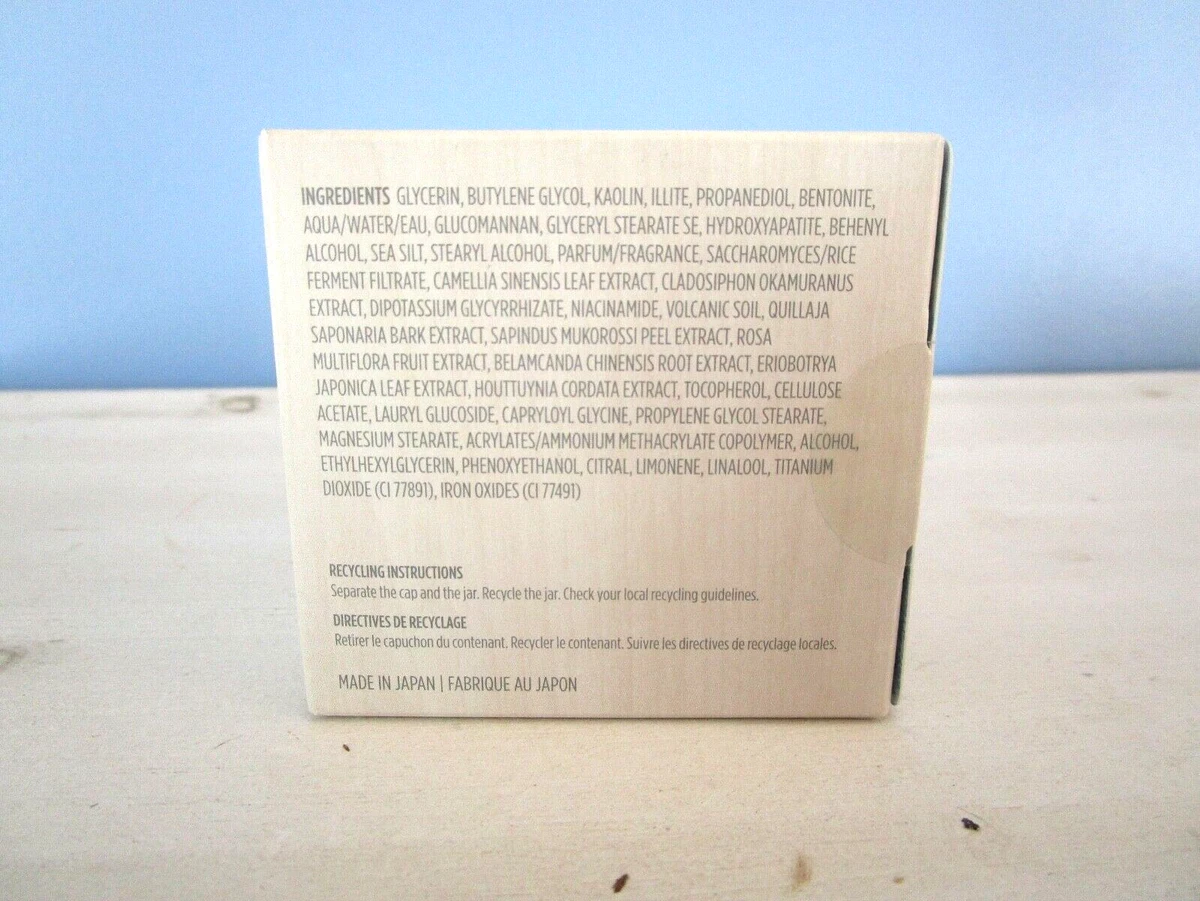 INGREDIENTS GLYCERIN, BUTYLENE GLYCOL, KAOLIN, ILLITE, PROPANEDIOL, BENTONITE,
AQUA/WATER/EAU, GLUCOMANNAN, GLYCERYL STEARATE SE, HYDROXYAPATITE, BEHENYL
ALCOHOL, SEA SILT, STEARYL ALCOHOL, PARFUM/FRAGRANCE, SACCHAROMYCES/RICE
FERMENT FILTRATE, CAMELLIA SINENSIS LEAF EXTRACT, CLADOSIPHON OKAMURANUS
EXTRACT, DIPOTASSIUM GLYCYRRHIZATE, NIACINAMIDE, VOLCANIC SOIL, QUILLAJA
SAPONARIA BARK EXTRACT, SAPINDUS MUKOROSSI PEEL EXTRACT, ROSA
MULTIFLORA FRUIT EXTRACT, BELAMCANDA CHINENSIS ROOT EXTRACT, ERIOBOTRYA
JAPONICA LEAF EXTRACT, HOUTTUYNIA CORDATA EXTRACT, TOCOPHEROL, CELLULOSE
ACETATE, LAURYL GLUCOSIDE, CAPRYLOYL GLYCINE, PROPYLENE GLYCOL STEARATE,
MAGNESIUM STEARATE, ACRYLATES/AMMONIUM METHACRYLATE COPOLYMER, ALCOHOL,
ETHYLHEXYLGLYCERIN, PHENOXYETHANOL, CITRAL, LIMONENE, LINALOOL, TITANIUM
DIOXIDE (CI 77891), IRON OXIDES (CI 77491)
RECYCLING INSTRUCTIONS
Separate the cap and the jar. Recycle the jar. Check your local recycling guidelines.
DIRECTIVES DE RECYCLAGE
Retirer le capuchon du contenant. Recycler le contenant. Suivre les directives de recyclage locales.
MADE IN JAPAN | FABRIQUE AU JAPON